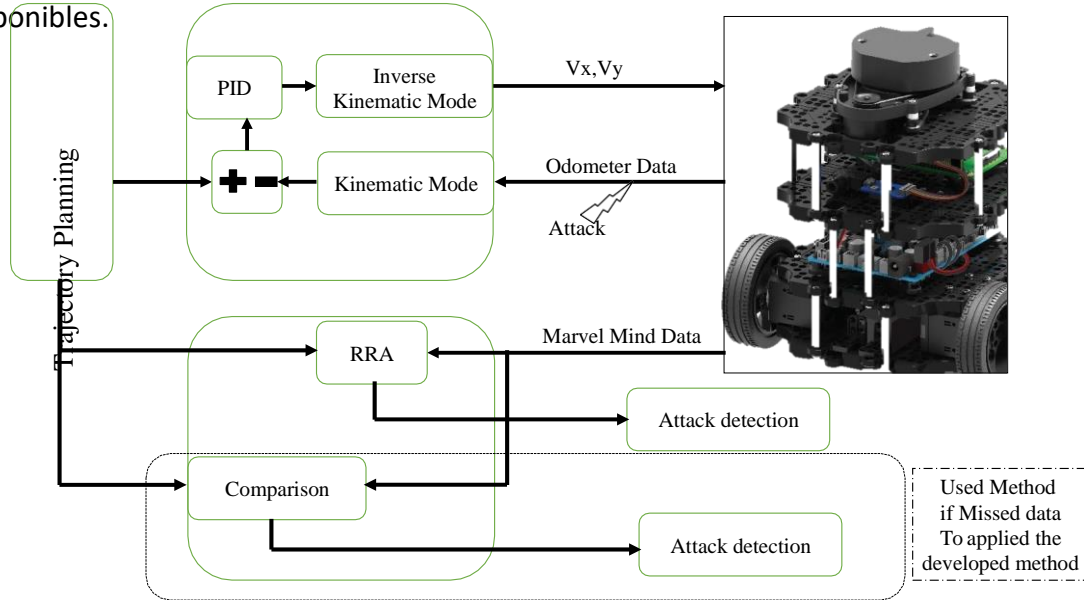 ponibles.
Trajectory Planning
PID
Inverse
Kinematic Mode
Vx,Vy
Kinematic Mode
Odometer Data
Attack
RRA
Marvel Mind Data
Attack detection
Comparison
Attack detection
Used Method
if Missed data
To applied the
developed method